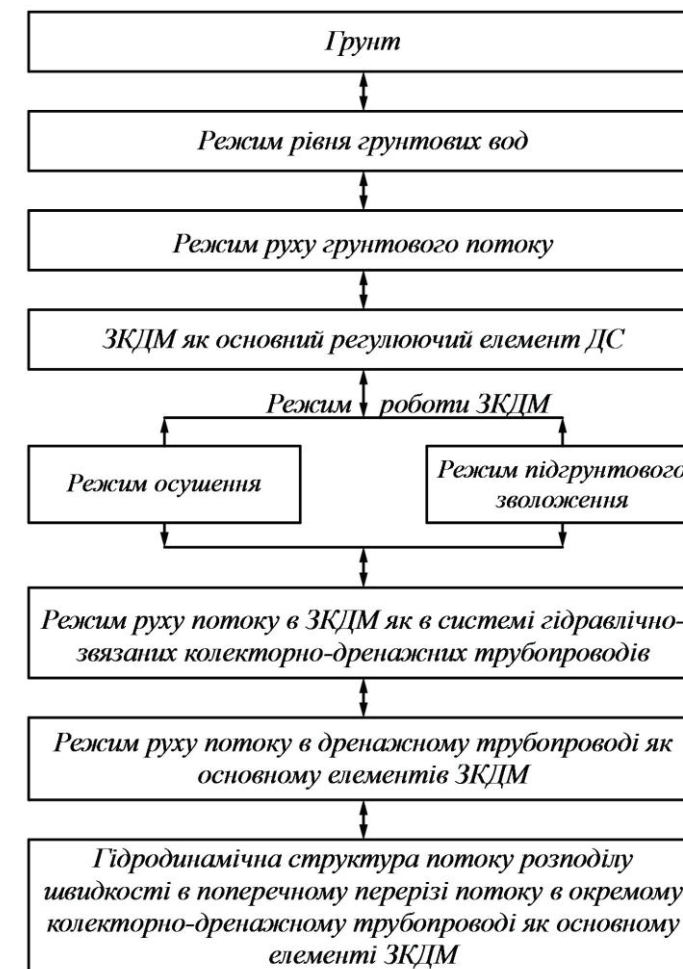 Грунт
Режим рівня грунтових вод
Режим руху грунтового потоку
ЗКДМ як основний регулюючий елемент ДС
Режим роботи ЗКДМ
Режим осушення
Режим підгрунтового
зволоження
Режим руху потоку в ЗКДМ як в системі гідравлічно-
звязаних колекторно-дренажних трубопроводів
Режим руху потоку в дренажному трубопроводі як
основному елементів ЗКДМ
Гідродинамічна структура потоку розподілу
швидкості в поперечному перерізі потоку в окремому
колекторно-дренажному трубопроводі як основному
елементі ЗКДМ